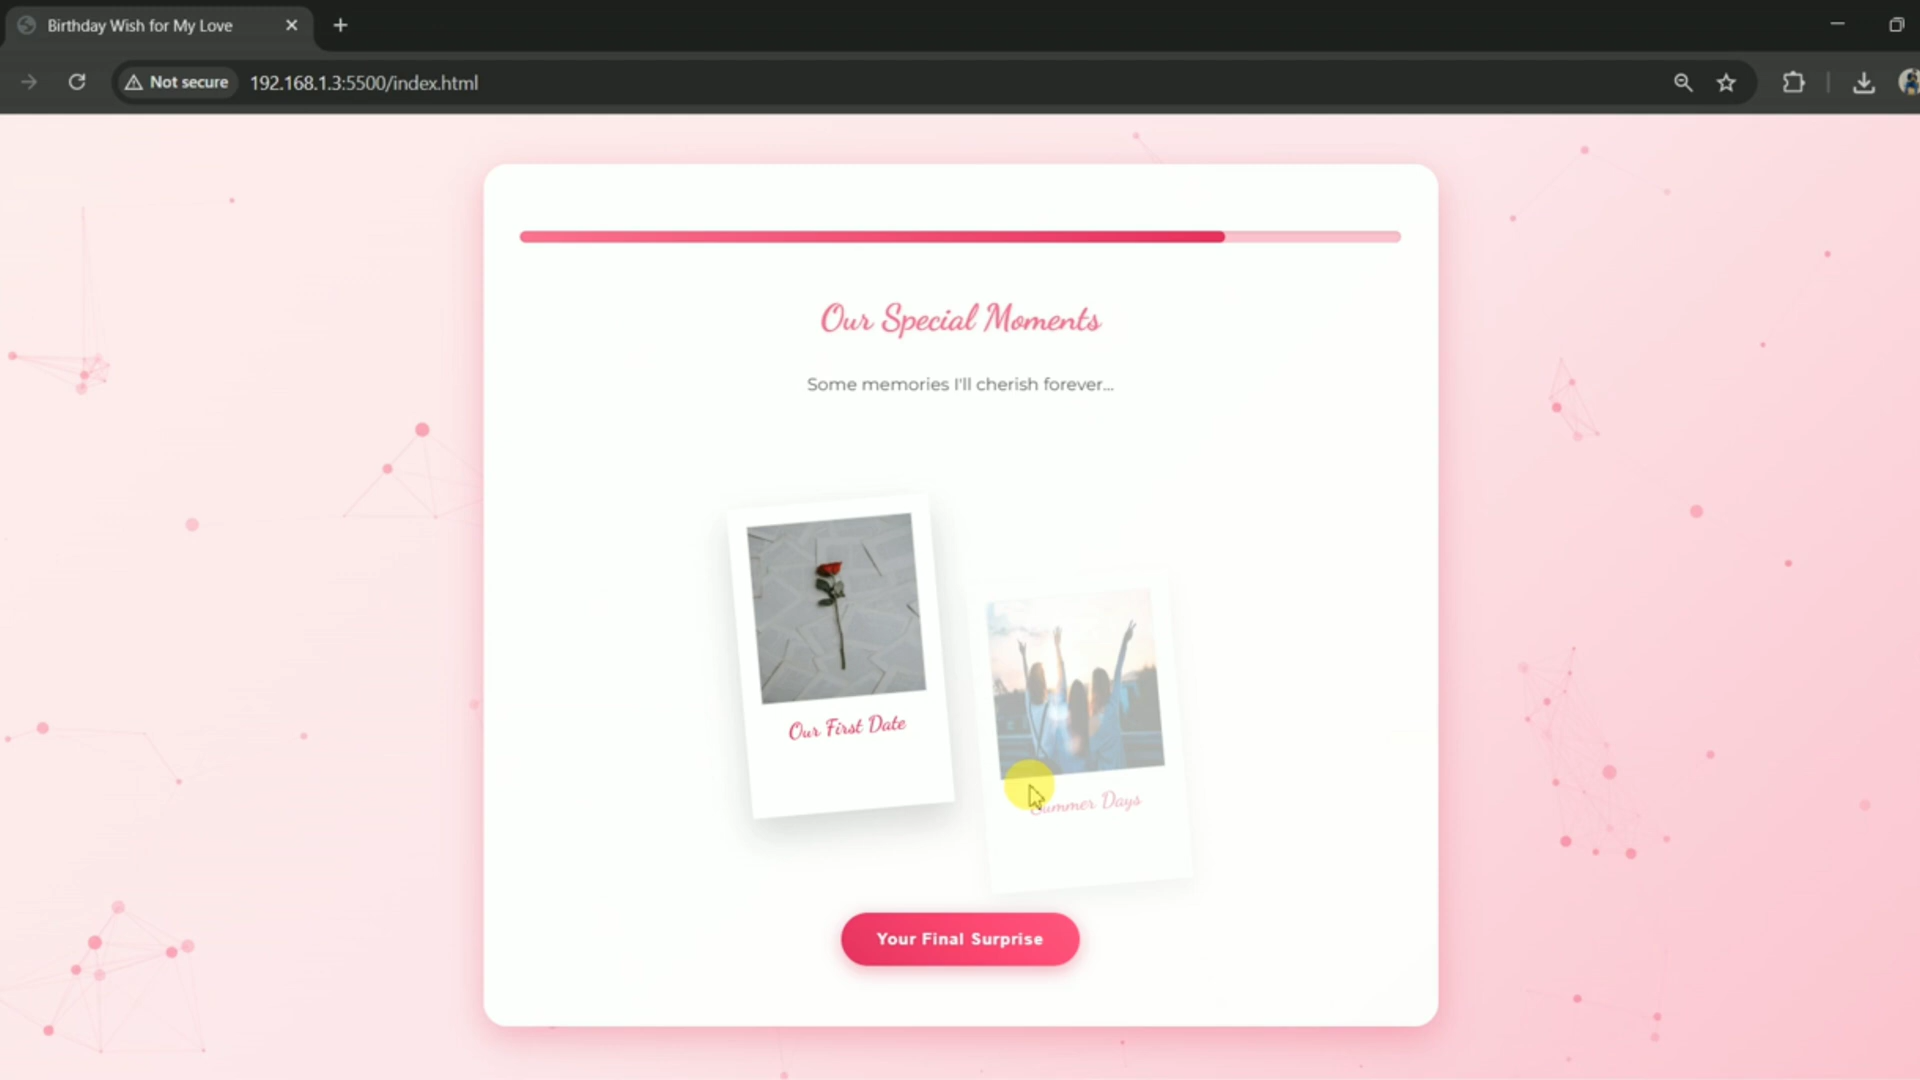 Birthday Wish for My Love
Not secure
192.168.1.3:5500/index.html
Our Special Moments
Some memories I'll cherish forever...
Our First Date
Summer Days
Your Final Surprise